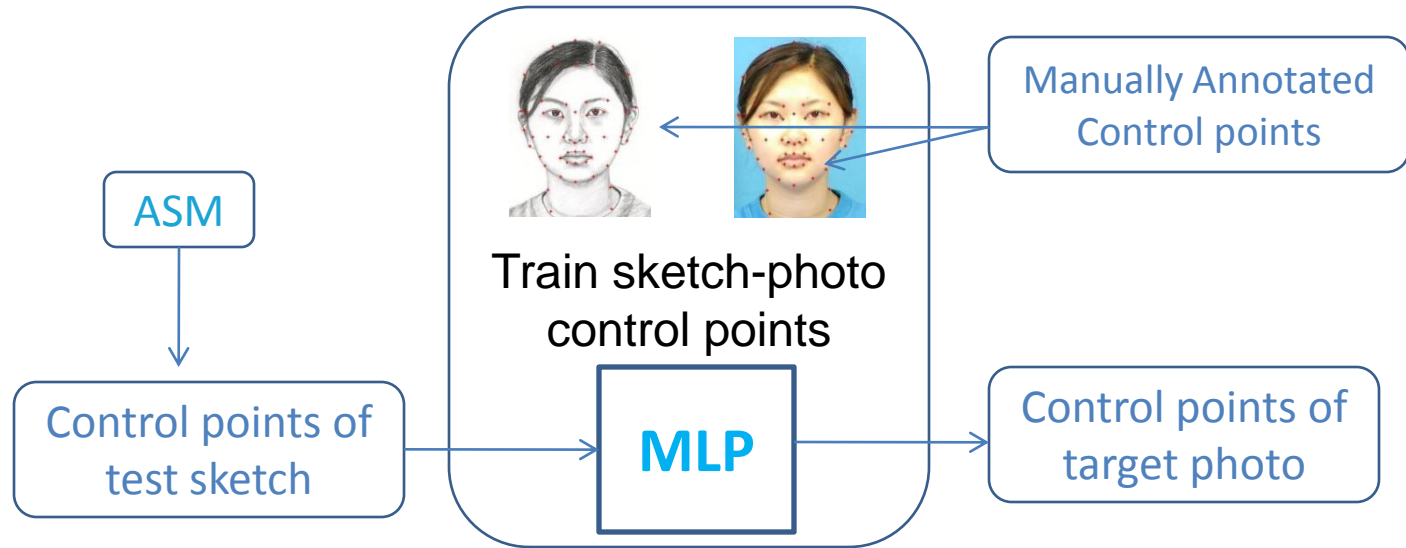 Manually Annotated
Control points
ASM
Train sketch-photo
control points
Control points of
test sketch
MLP
Control points of
target photo